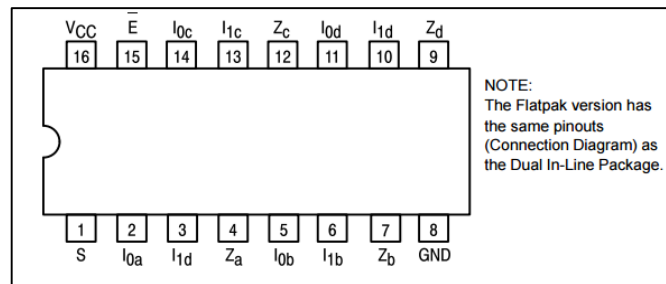 VCC E I0c I1c Zc I0d I1d Zd
16 15 14 13 12 11 10 9
NOTE:
The Flatpak version has
the same pinouts
(Connection Diagram) as
the Dual In-Line Package.
1 2 3 4 5 6 7 8
S I0a I1d Za I0b I1b Zb GND